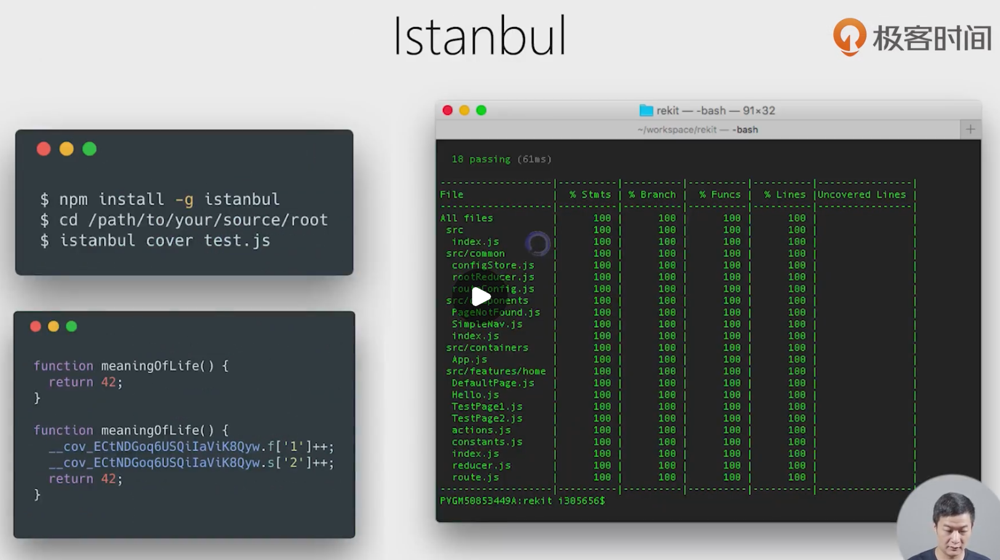 Istanbul
极客时间
$ npm install -g istanbul
$ cd /path/to/your/source/root
$ istanbul cover test.js
function meaningOfLife() {
return 42;
}
function meaningOfLife() {
__cov_ECtNDGoq6USQiIaViK8Qyw.f['1']++;
__cov_ECtNDGoq6USQiIaViK8Qyw.s['2']++;
return 42;
}
rekit — -bash — 91×32
~/workspace/rekit — -bash
18 passing (61ms)
File | % Stmts | % Branch | % Funcs | % Lines |Uncovered Lines |
All files | 100 | 100 | 100 | 100 | |
src | 100 | 100 | 100 | 100 | |
index.js | 100 | 100 | 100 | 100 | |
src/common | 100 | 100 | 100 | 100 | |
configStore.js | 100 | 100 | 100 | 100 | |
rootReducer.js | 100 | 100 | 100 | 100 | |
routeConfig.js | 100 | 100 | 100 | 100 | |
src/components | 100 | 100 | 100 | 100 | |
PageNotFound.js | 100 | 100 | 100 | 100 | |
SimpleNav.js | 100 | 100 | 100 | 100 | |
index.js | 100 | 100 | 100 | 100 | |
src/containers | 100 | 100 | 100 | 100 | |
App.js | 100 | 100 | 100 | 100 | |
src/features/home | 100 | 100 | 100 | 100 | |
DefaultPage.js | 100 | 100 | 100 | 100 | |
Hello.js | 100 | 100 | 100 | 100 | |
TestPage1.js | 100 | 100 | 100 | 100 | |
TestPage2.js | 100 | 100 | 100 | 100 | |
actions.js | 100 | 100 | 100 | 100 | |
constants.js | 100 | 100 | 100 | 100 | |
index.js | 100 | 100 | 100 | 100 | |
reducer.js | 100 | 100 | 100 | 100 | |
route.js | 100 | 100 | 100 | 100 | |
PVGM50853449A:rekit i305656$